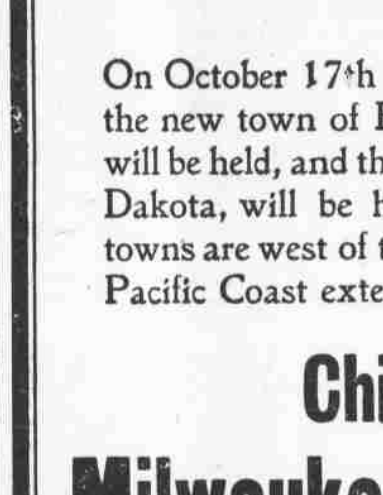 On October 17th
the new town of
will be held, and th
Dakota, will be h
towns are west of t
Pacific Coast exte
Chi
Milwauke